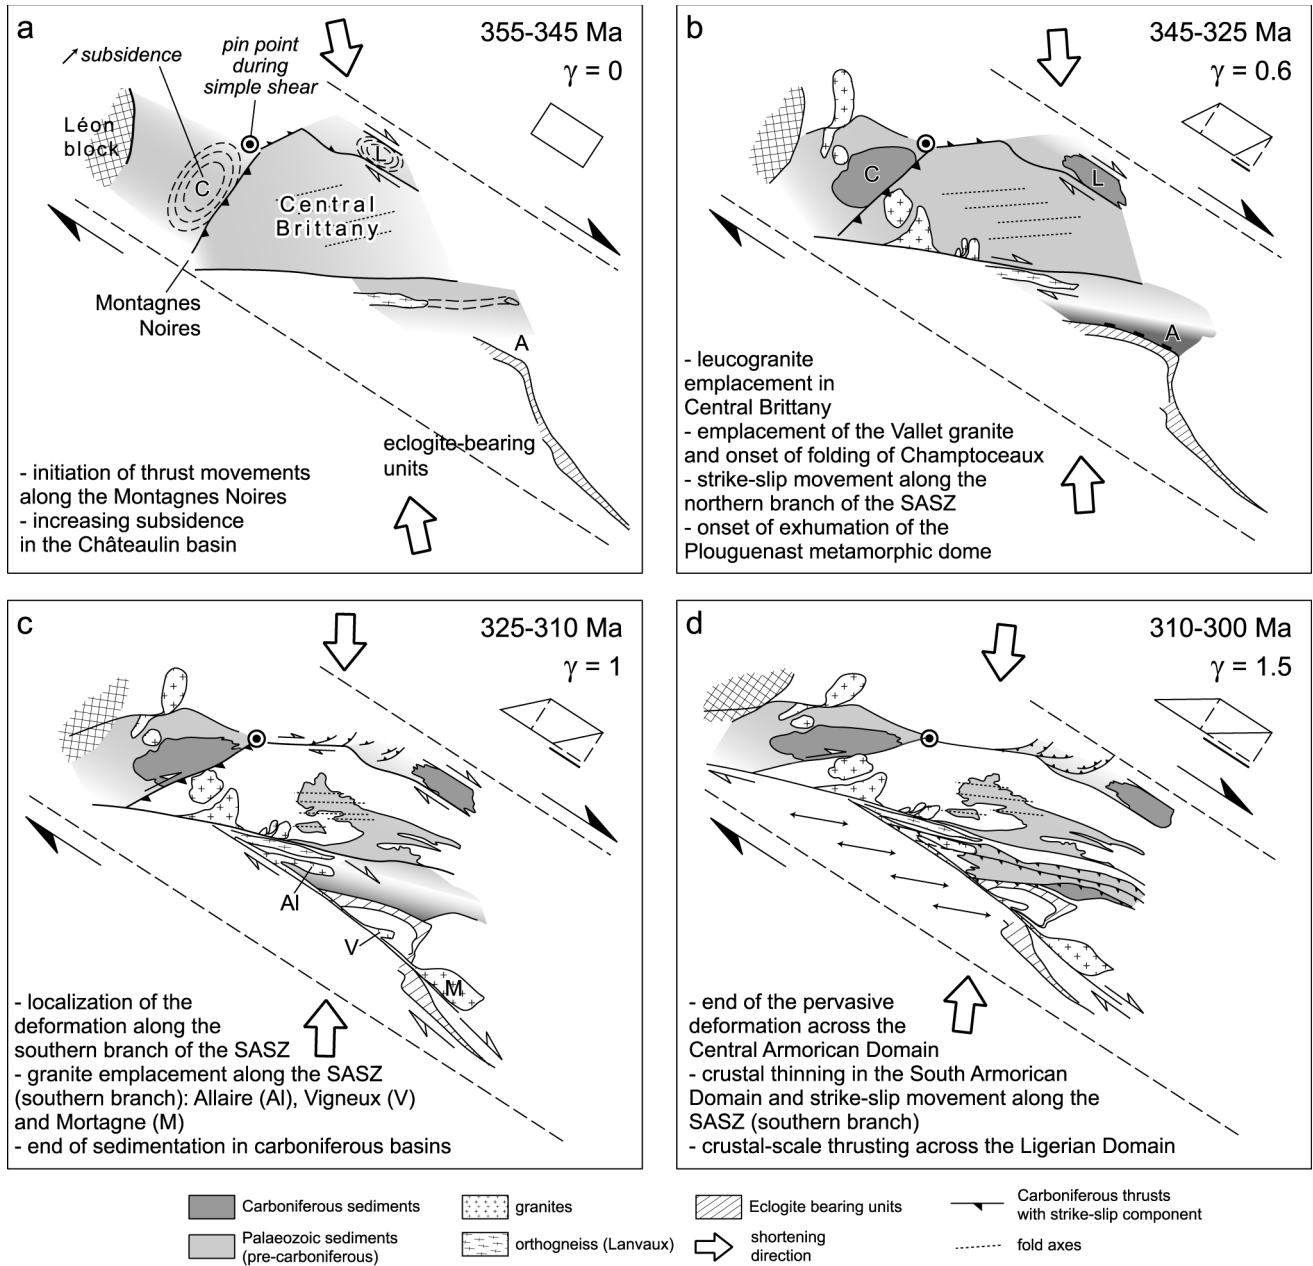 a
355-345 Ma
γ = 0
↗ subsidence
pin point
during
simple shear
Léon
block
C
L
Central
Brittany
Montagnes
Noires
A
eclogite-bearing
units
- initiation of thrust movements
along the Montagnes Noires
- increasing subsidence
in the Châteaulin basin
b
345-325 Ma
γ = 0.6
C
L
A
- leucogranite
emplacement in
Central Brittany
- emplacement of the Vallet granite
and onset of folding of Champtoceaux
- strike-slip movement along the
northern branch of the SASZ
- onset of exhumation of the
Plouguenast metamorphic dome
c
325-310 Ma
γ = 1
Al
V
M
- localization of the
deformation along the
southern branch of the SASZ
- granite emplacement along the SASZ
(southern branch): Allaire (Al), Vigneux (V)
and Mortagne (M)
- end of sedimentation in carboniferous basins
d
310-300 Ma
γ = 1.5
- end of the pervasive
deformation across the
Central Armorican Domain
- crustal thinning in the South Armorican
Domain and strike-slip movement along the
SASZ (southern branch)
- crustal-scale thrusting across the Ligerian Domain
Carboniferous sediments
Palaeozoic sediments
(pre-carboniferous)
granites
orthogneiss (Lanvaux)
Eclogite bearing units
shortening
direction
Carboniferous thrusts
with strike-slip component
fold axes